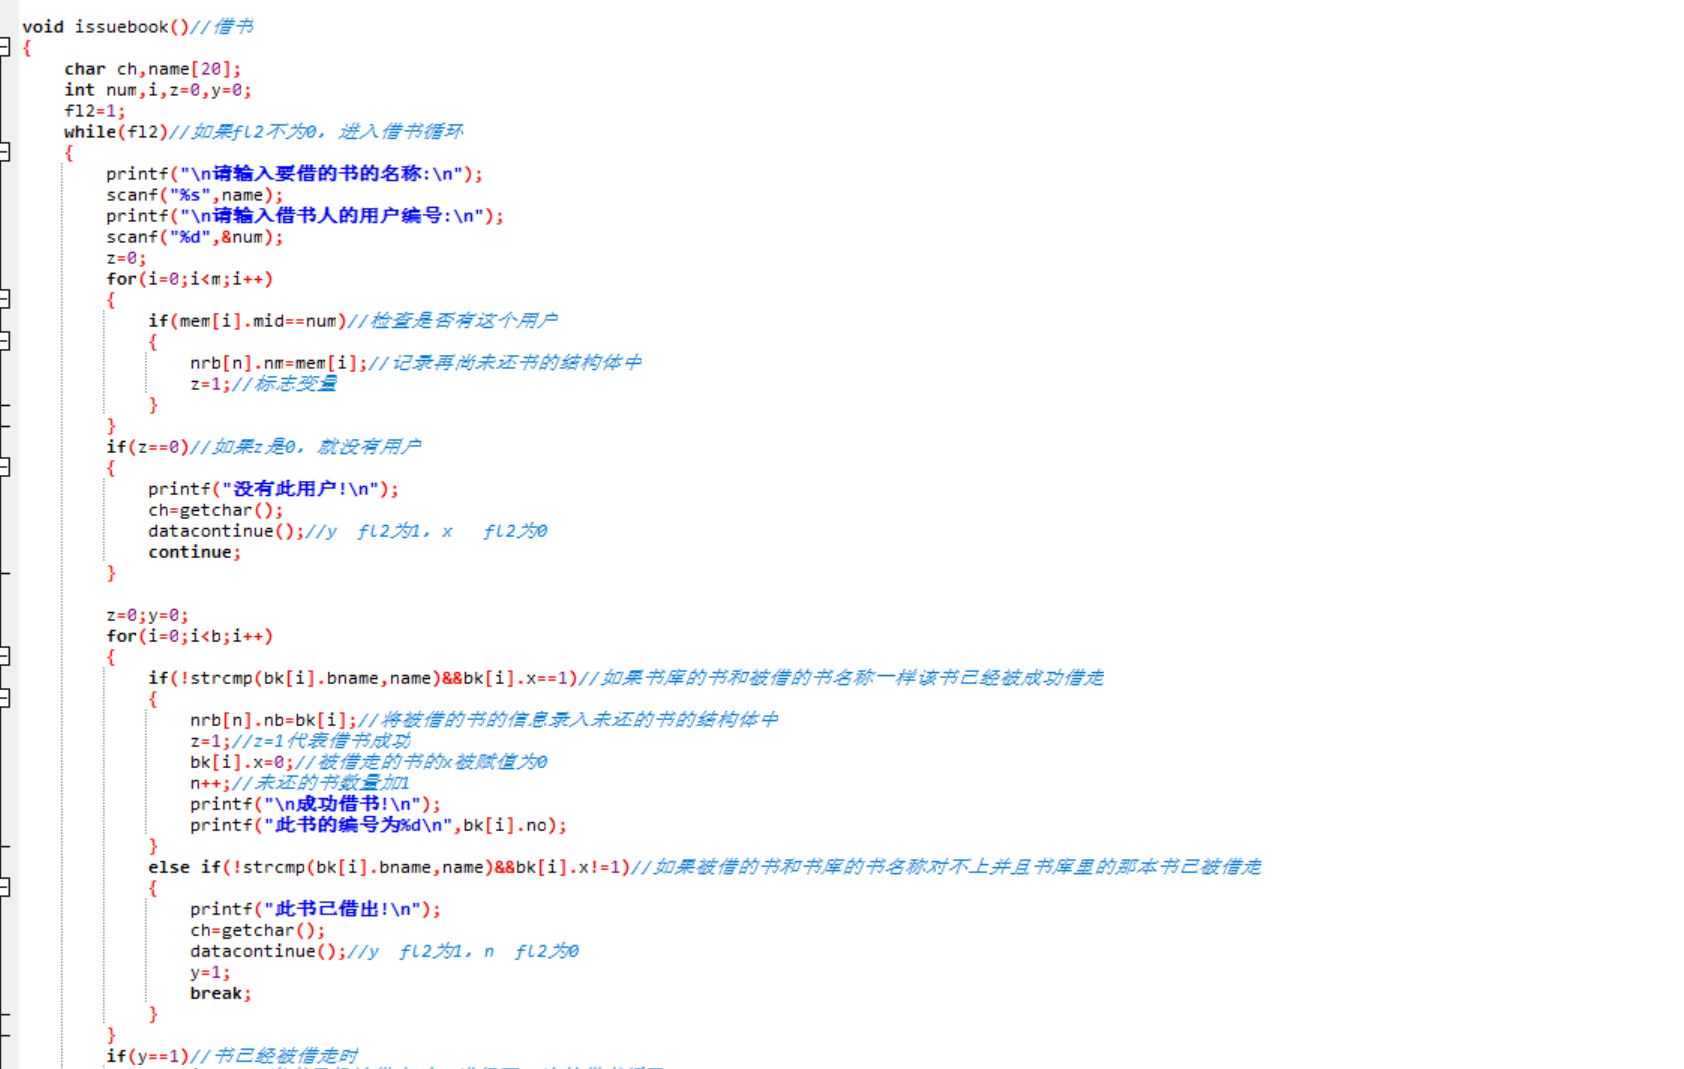 void issuebook()//借书
{
char ch,name[20];
int num,i,z=0,y=0;
fl2=1;
while(fl2)//如果fl2不为0，进入借书循环
{
printf("\n请输入要借的书的名称:\n");
scanf("%s",name);
printf("\n请输入借书人的用户编号:\n");
scanf("%d",&num);
z=0;
for(i=0;i<m;i++)
{
if(mem[i].mid==num)//检查是否有这个用户
{
nrb[n].nm=mem[i];//记录再尚未还书的结构体中
z=1;//标志变量
}
}
if(z==0)//如果z是0，就没有用户
{
printf("没有此用户!\n");
ch=getchar();
datacontinue();//y  fl2为1，x   fl2为0
continue;
}
z=0;y=0;
for(i=0;i<b;i++)
{
if(!strcmp(bk[i].bname,name)&&bk[i].x==1)//如果书库的书和被借的书名称一样该书已经被成功借走
{
nrb[n].nb=bk[i];//将被借的书的信息录入未还的书的结构体中
z=1;//z=1代表借书成功
bk[i].x=0;//被借走的书的x被赋值为0
n++;//未还的书数量加1
printf("\n成功借书!\n");
printf("此书的编号为%d\n",bk[i].no);
}
else if(!strcmp(bk[i].bname,name)&&bk[i].x!=1)//如果被借的书和书库的书名称对不上并且书库里的那本书已被借走
{
printf("此书已借出!\n");
ch=getchar();
datacontinue();//y  fl2为1，n  fl2为0
y=1;
break;
}
}
if(y==1)//书已经被借走时